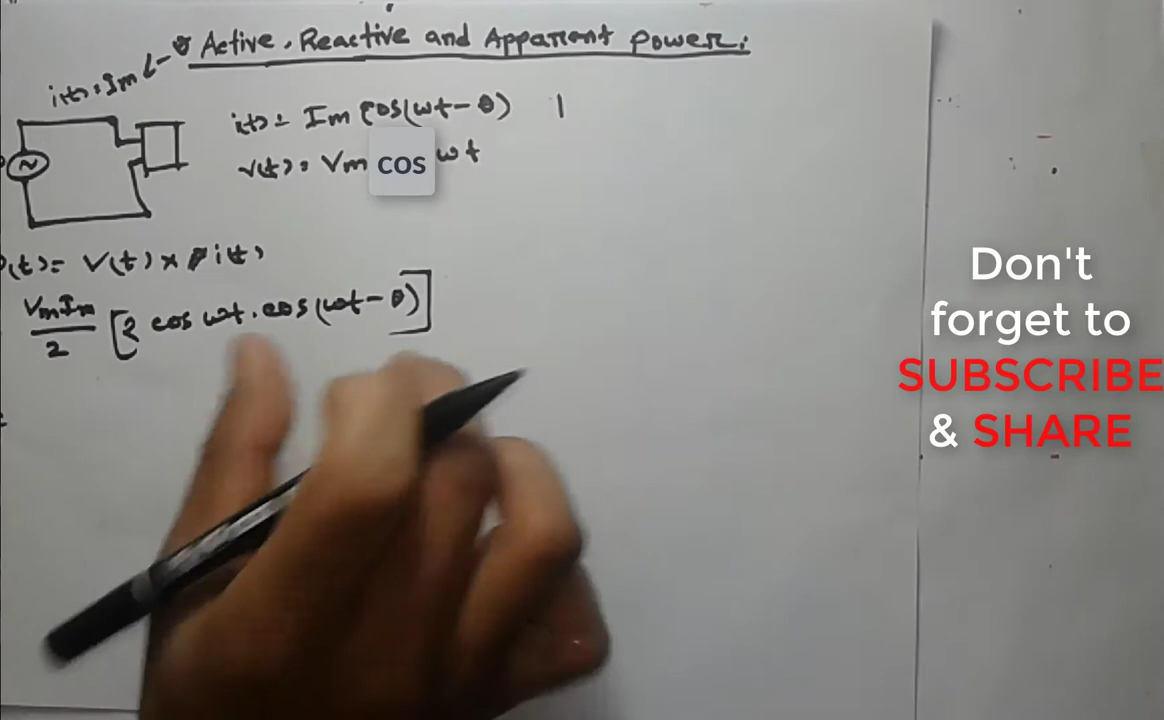 Active, Reactive and Apparent power:
i(t) = Im ∠-θ
i(t) = Im cos(ωt - θ)
v(t) = Vm cos ωt
P(t) = V(t) × i(t)
VmIm/2 [2 cos ωt . cos (ωt - θ)]
=
Don't
forget to
SUBSCRIBE
& SHARE